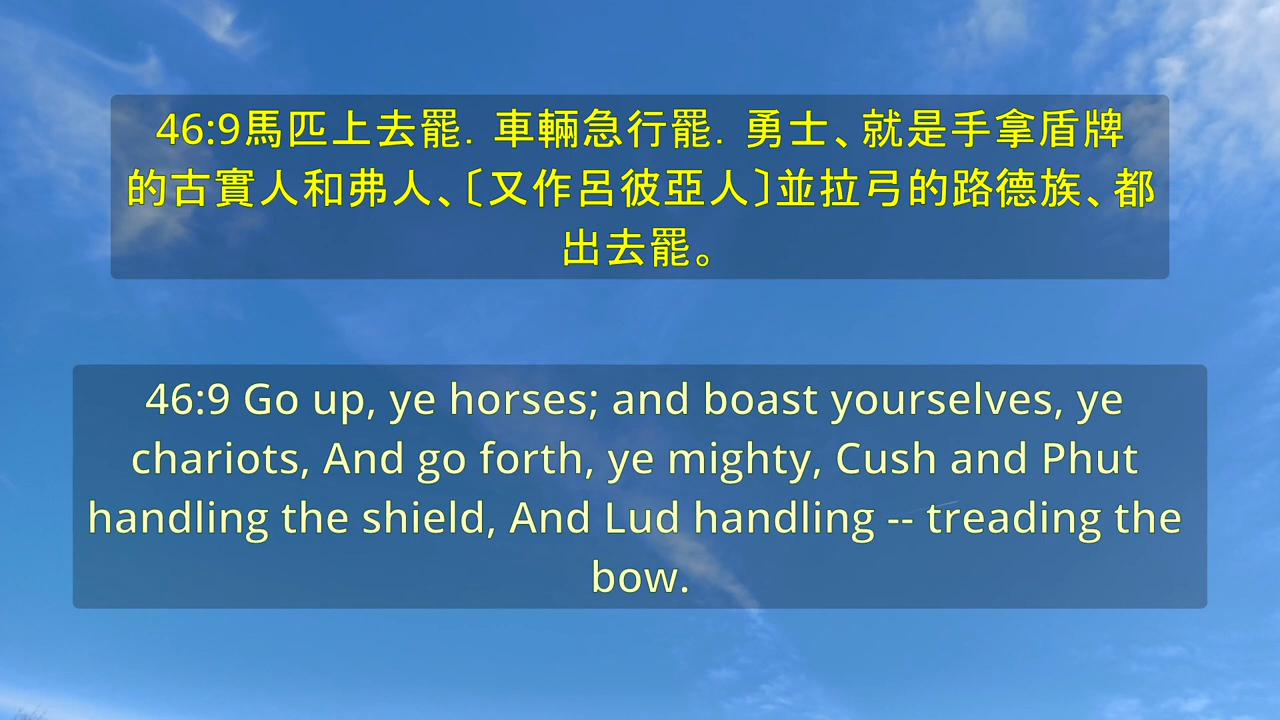 46:9馬匹上去罷．車輛急行罷．勇士、就是手拿盾牌
的古實人和弗人、〔又作呂彼亞人〕並拉弓的路德族、都
出去罷。
46:9 Go up, ye horses; and boast yourselves, ye
chariots, And go forth, ye mighty, Cush and Phut
handling the shield, And Lud handling -- treading the
bow.